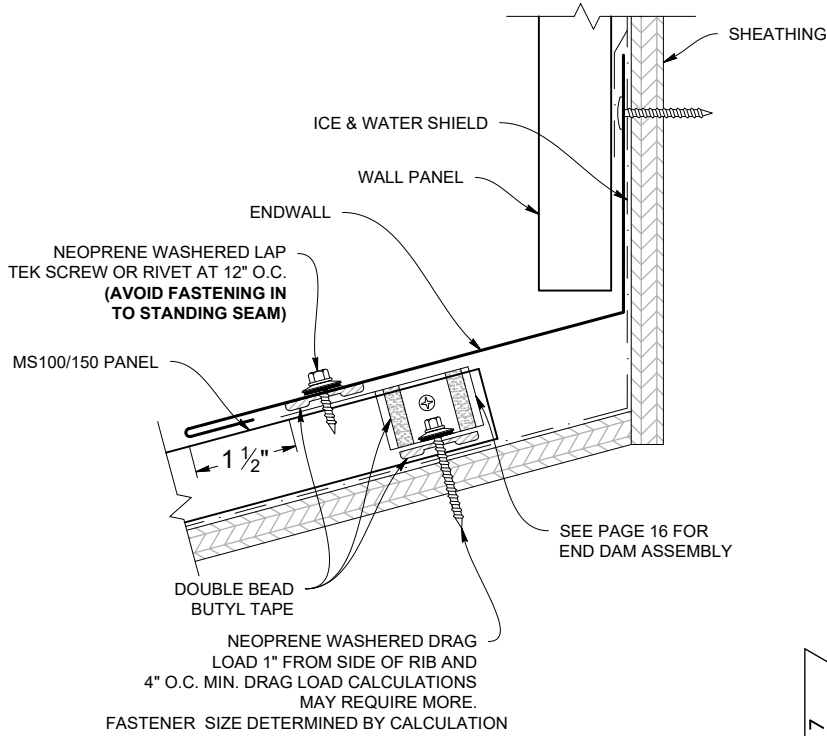 SHEATHING
ICE & WATER SHIELD
WALL PANEL
ENDWALL
NEOPRENE WASHERED LAP
TEK SCREW OR RIVET AT 12" O.C.
(AVOID FASTENING IN
TO STANDING SEAM)
MS100/150 PANEL
1 ½"
SEE PAGE 16 FOR
END DAM ASSEMBLY
DOUBLE BEAD
BUTYL TAPE
NEOPRENE WASHERED DRAG
LOAD 1" FROM SIDE OF RIB AND
4" O.C. MIN. DRAG LOAD CALCULATIONS
MAY REQUIRE MORE.
FASTENER SIZE DETERMINED BY CALCULATION